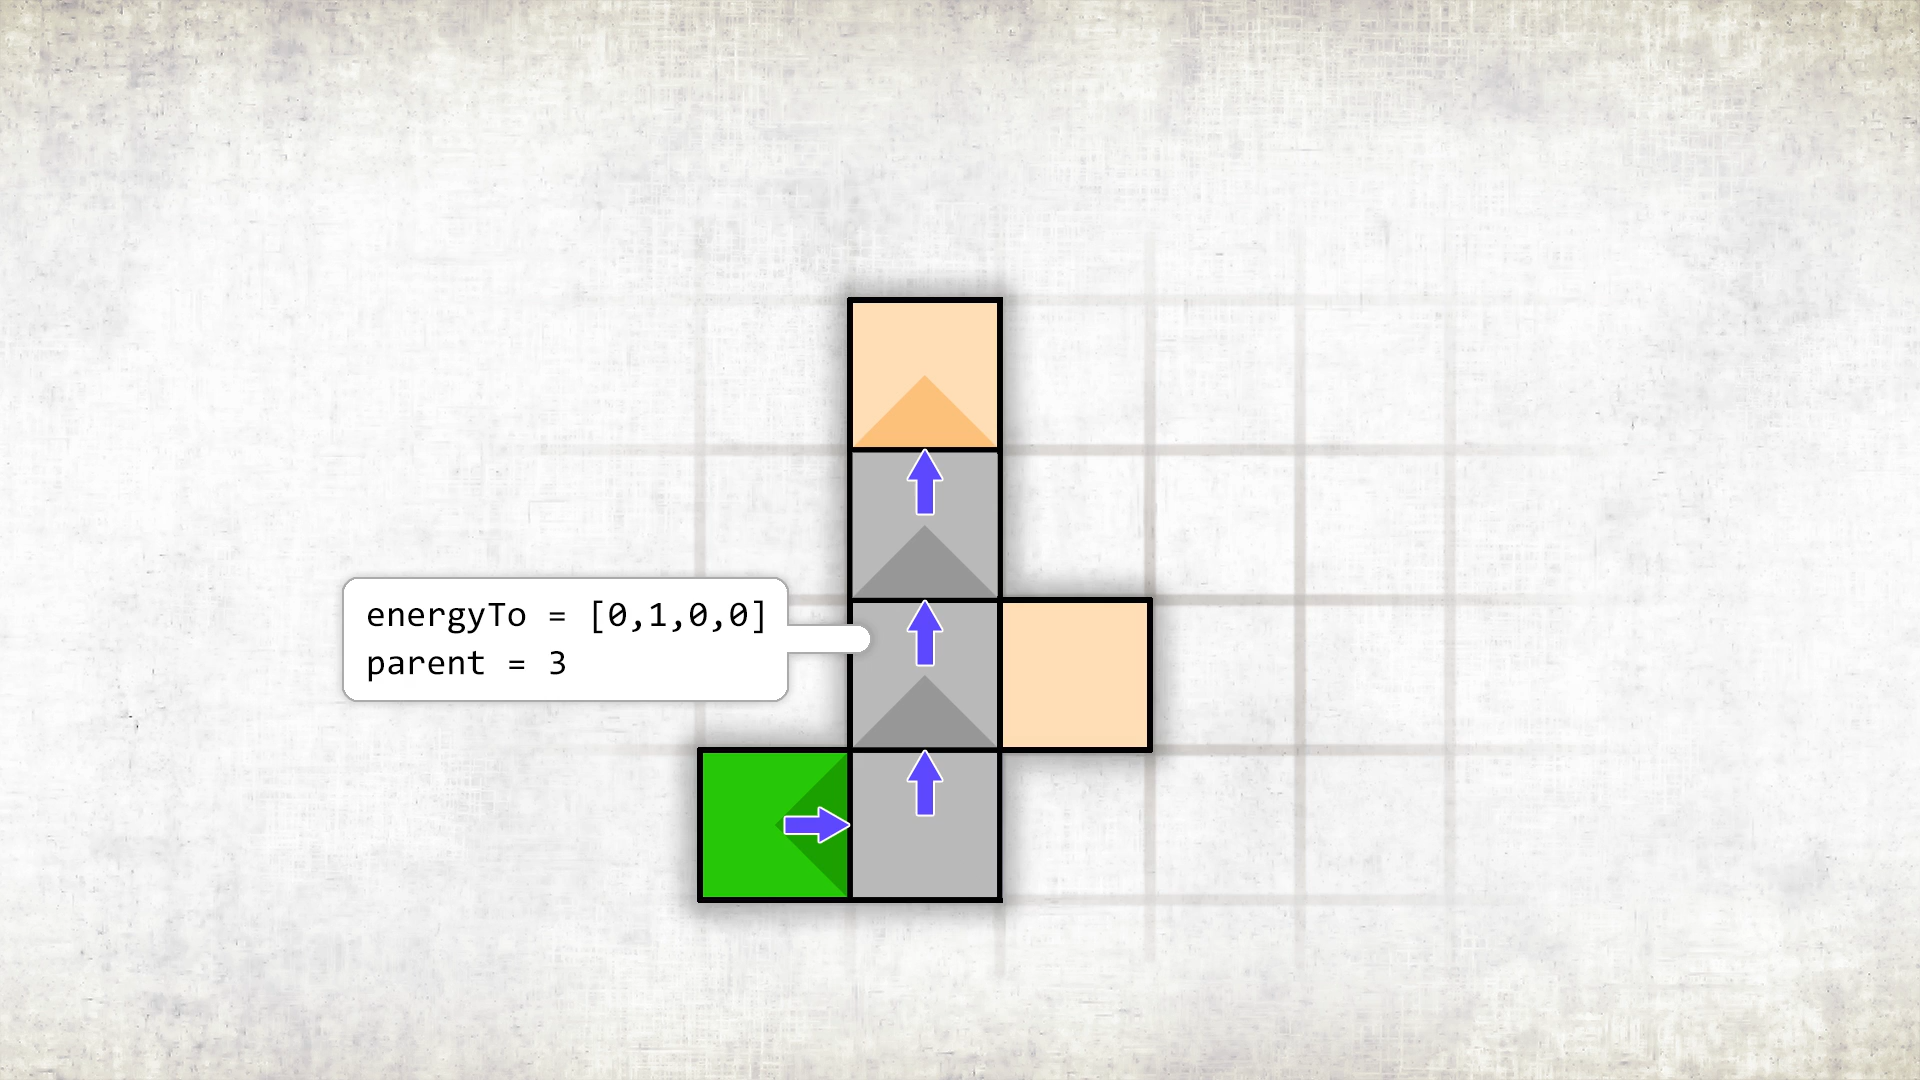 energyTo = [0,1,0,0]
parent = 3